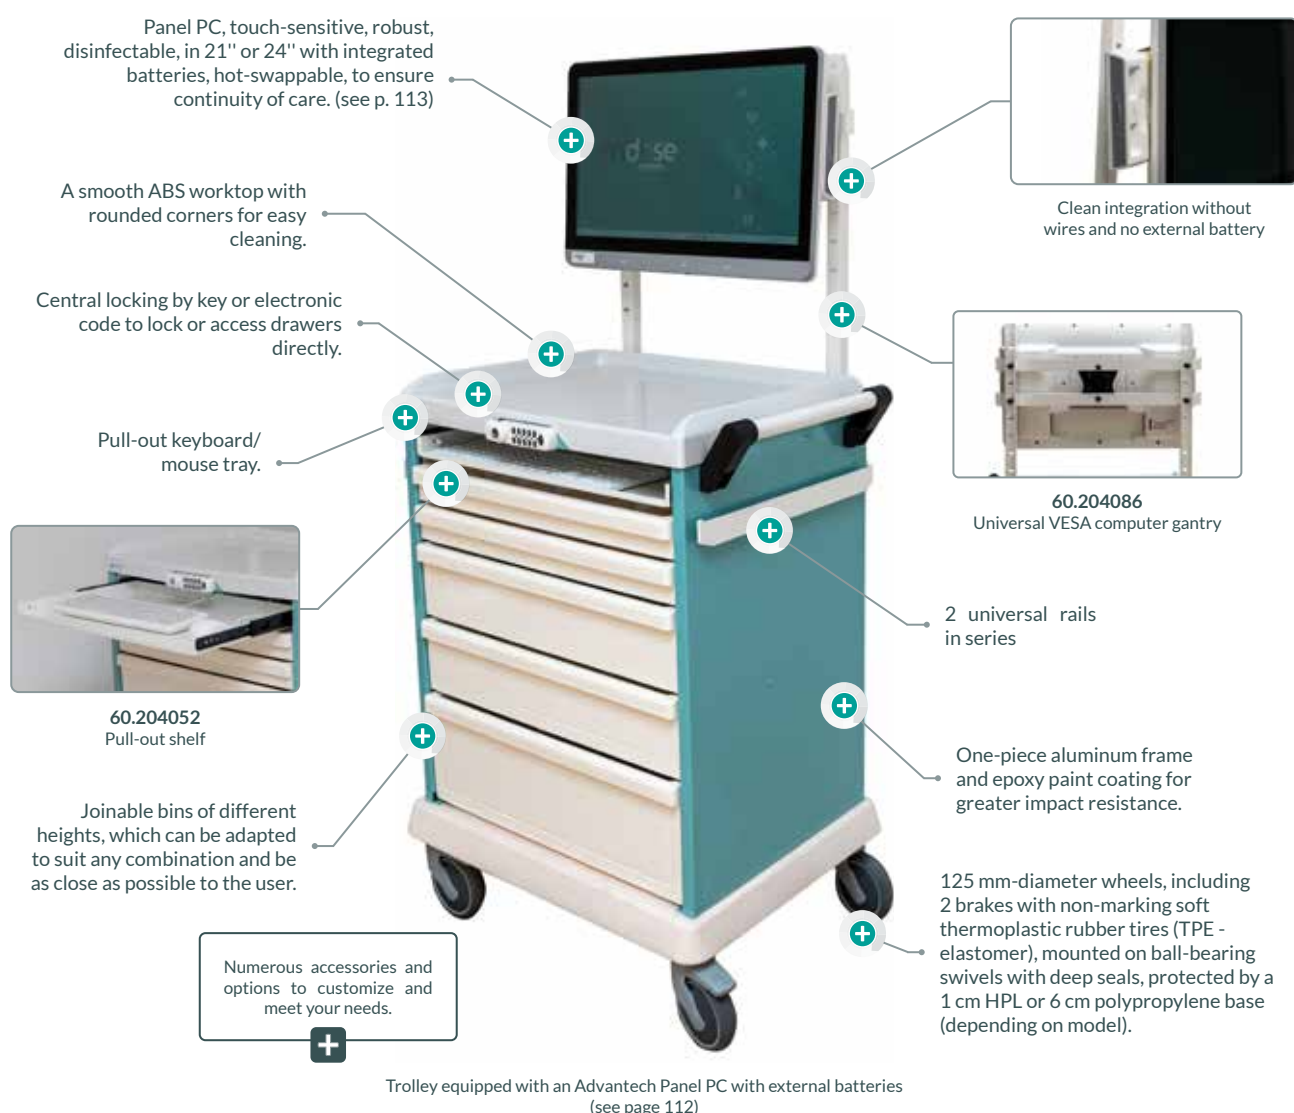 Panel PC, touch-sensitive, robust,
disinfectable, in 21'' or 24'' with integrated
batteries, hot-swappable, to ensure
continuity of care. (see p. 113)
A smooth ABS worktop with
rounded corners for easy
cleaning.
Central locking by key or electronic
code to lock or access drawers
directly.
Pull-out keyboard/
mouse tray.
60.204052
Pull-out shelf
Joinable bins of different
heights, which can be adapted
to suit any combination and be
as close as possible to the user.
Numerous accessories and
options to customize and
meet your needs.
d:se
Clean integration without
wires and no external battery
60.204086
Universal VESA computer gantry
2 universal rails
in series
One-piece aluminum frame
and epoxy paint coating for
greater impact resistance.
125 mm-diameter wheels, including
2 brakes with non-marking soft
thermoplastic rubber tires (TPE -
elastomer), mounted on ball-bearing
swivels with deep seals, protected by a
1 cm HPL or 6 cm polypropylene base
(depending on model).
Trolley equipped with an Advantech Panel PC with external batteries
(see page 112)